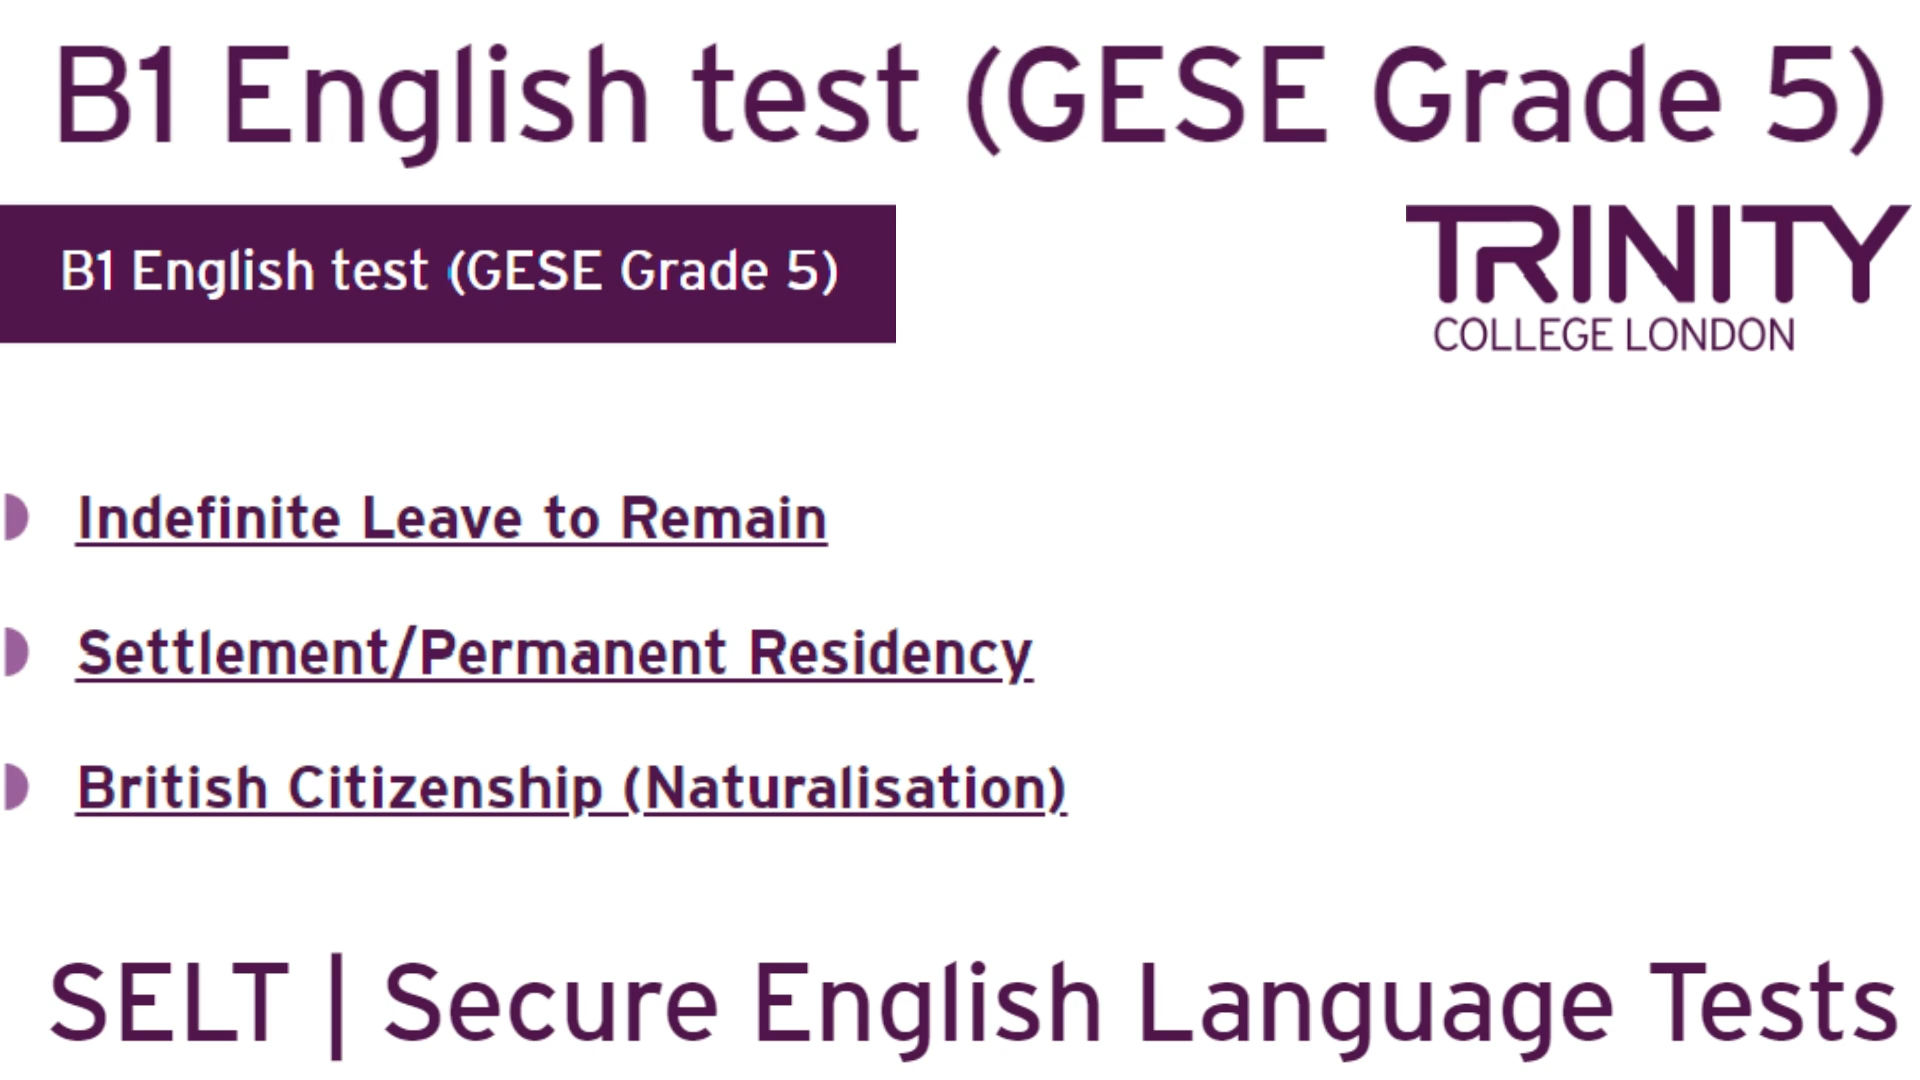 B1 English test (GESE Grade 5)
B1 English test (GESE Grade 5)
TRINITY
COLLEGE LONDON
Indefinite Leave to Remain
Settlement/Permanent Residency
British Citizenship (Naturalisation)
SELT | Secure English Language Tests